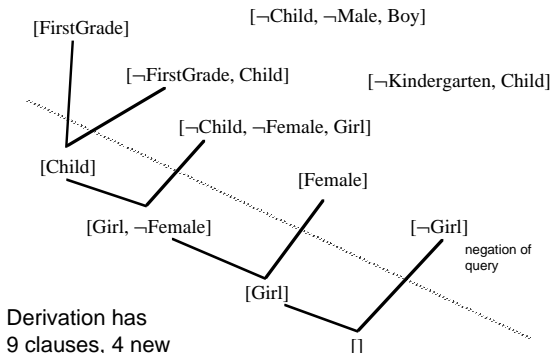 [FirstGrade]
[¬Child, ¬Male, Boy]
[¬FirstGrade, Child]
[¬Kindergarten, Child]
[¬Child, ¬Female, Girl]
[Child]
[Female]
[Girl, ¬Female]
[¬Girl]
negation of
query
[Girl]
Derivation has
9 clauses, 4 new
[]